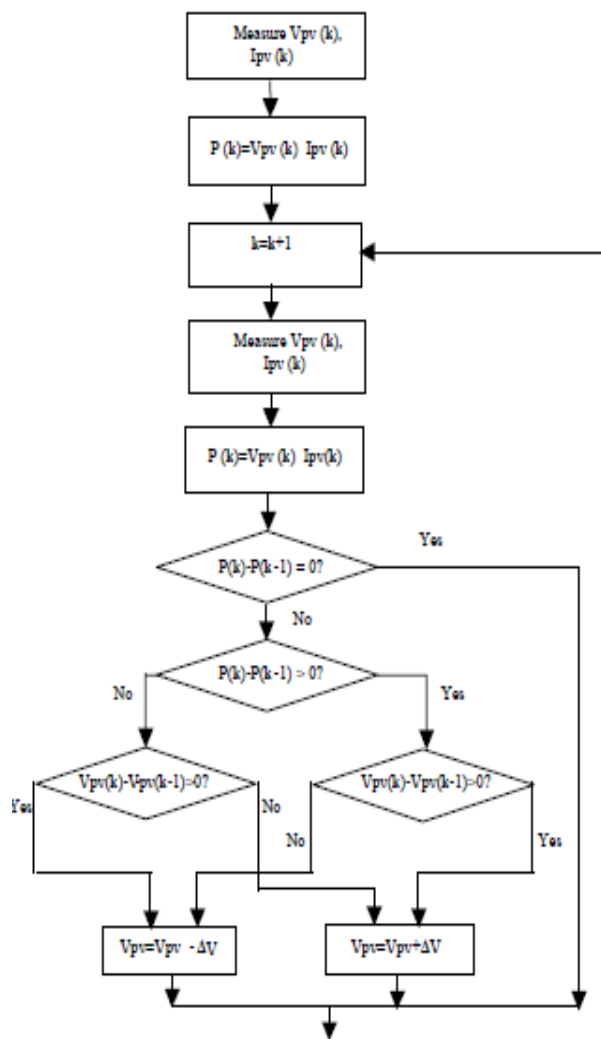 Measure Vpv (k),
Ipv (k)
P (k)=Vpv (k) Ipv (k)
k=k+1
Measure Vpv (k),
Ipv (k)
P (k)=Vpv (k) Ipv(k)
Yes
P(k)-P(k-1) = 0?
No
P(k)-P(k-1) > 0?
No
Yes
Vpv(k)-Vpv(k-1)>0?
Vpv(k)-Vpv(k-1)>0?
Yes
No
No
Yes
Vpv=Vpv - ΔV
Vpv=Vpv+ΔV